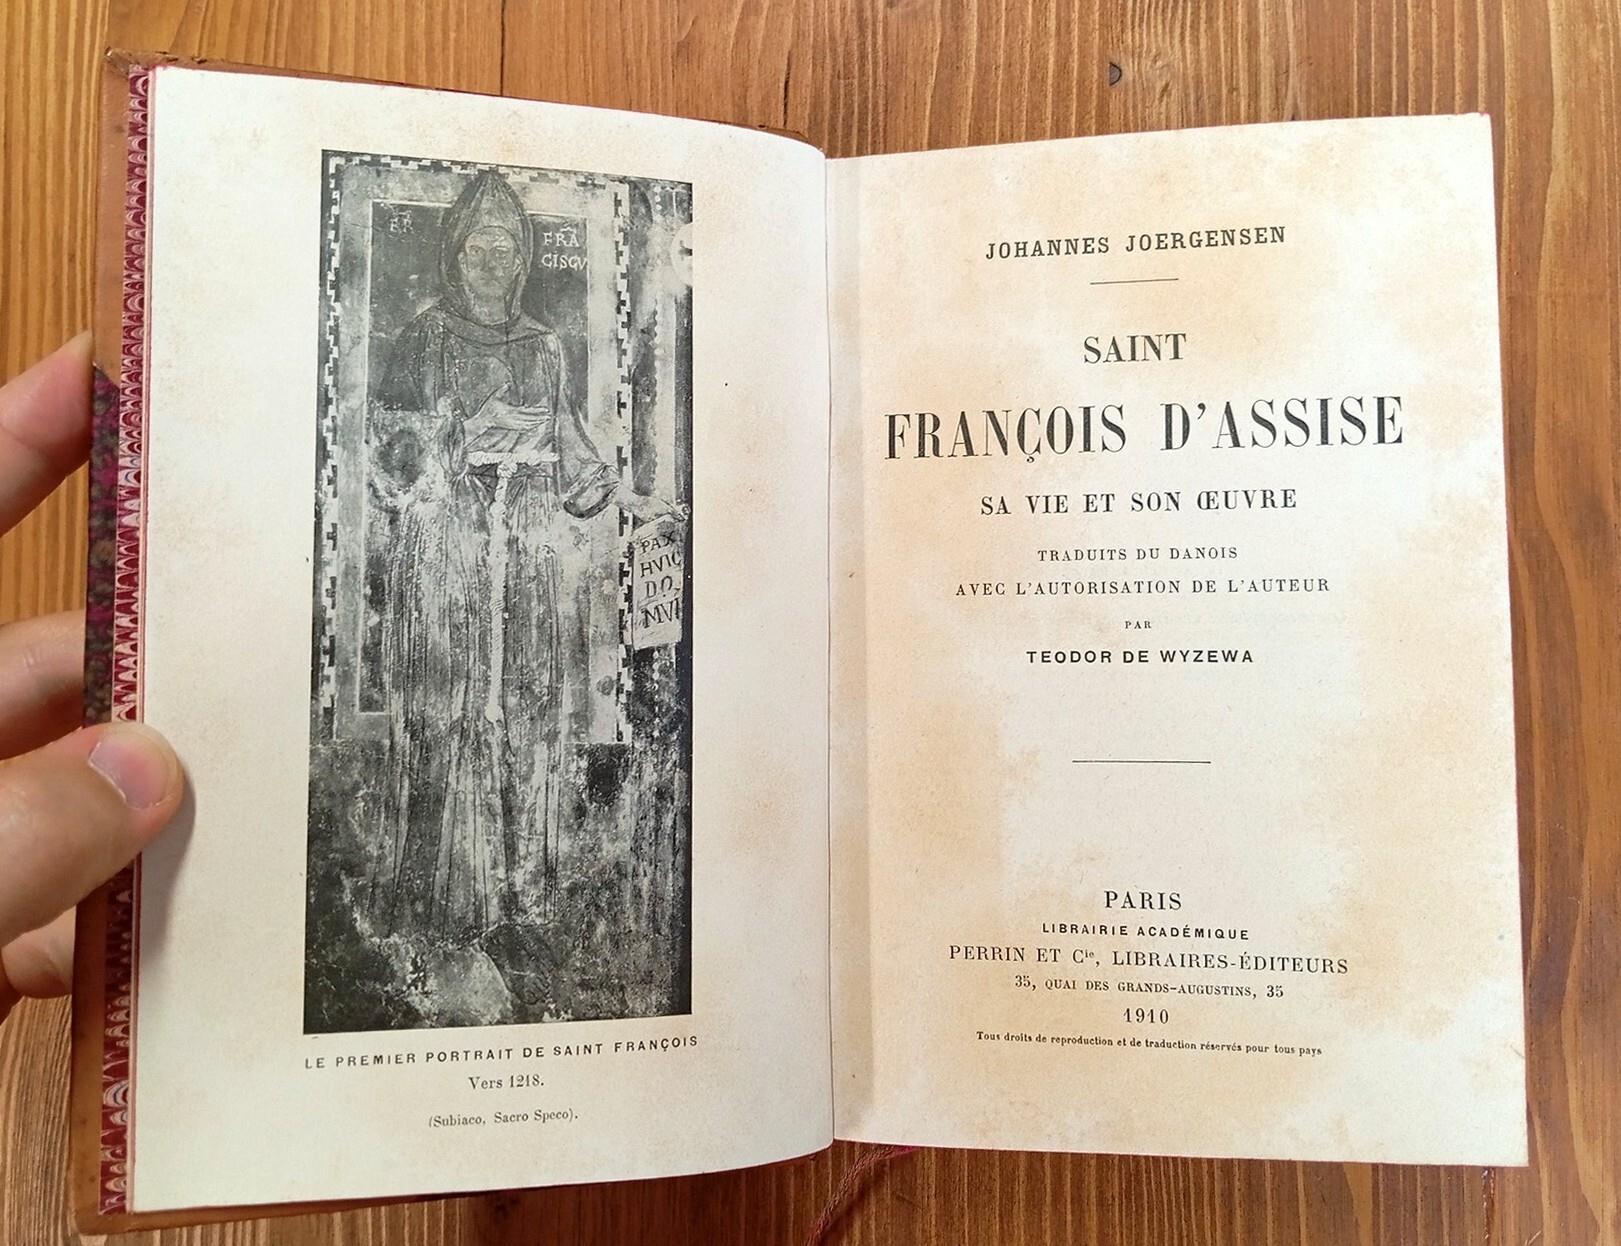 FR
FRĀ
CISCV
PAX
HVIC
DO
MVI
LE PREMIER PORTRAIT DE SAINT FRANÇOIS
Vers 1218.
(Subiaco, Sacro Speco).
JOHANNES JOERGENSEN
SAINT
FRANÇOIS D'ASSISE
SA VIE ET SON ŒUVRE
TRADUITS DU DANOIS
AVEC L'AUTORISATION DE L'AUTEUR
PAR
TEODOR DE WYZEWA
PARIS
LIBRAIRIE ACADÉMIQUE
PERRIN ET Cie, LIBRAIRES-ÉDITEURS
35, QUAI DES GRANDS-AUGUSTINS, 35
1910
Tous droits de reproduction et de traduction réservés pour tous pays